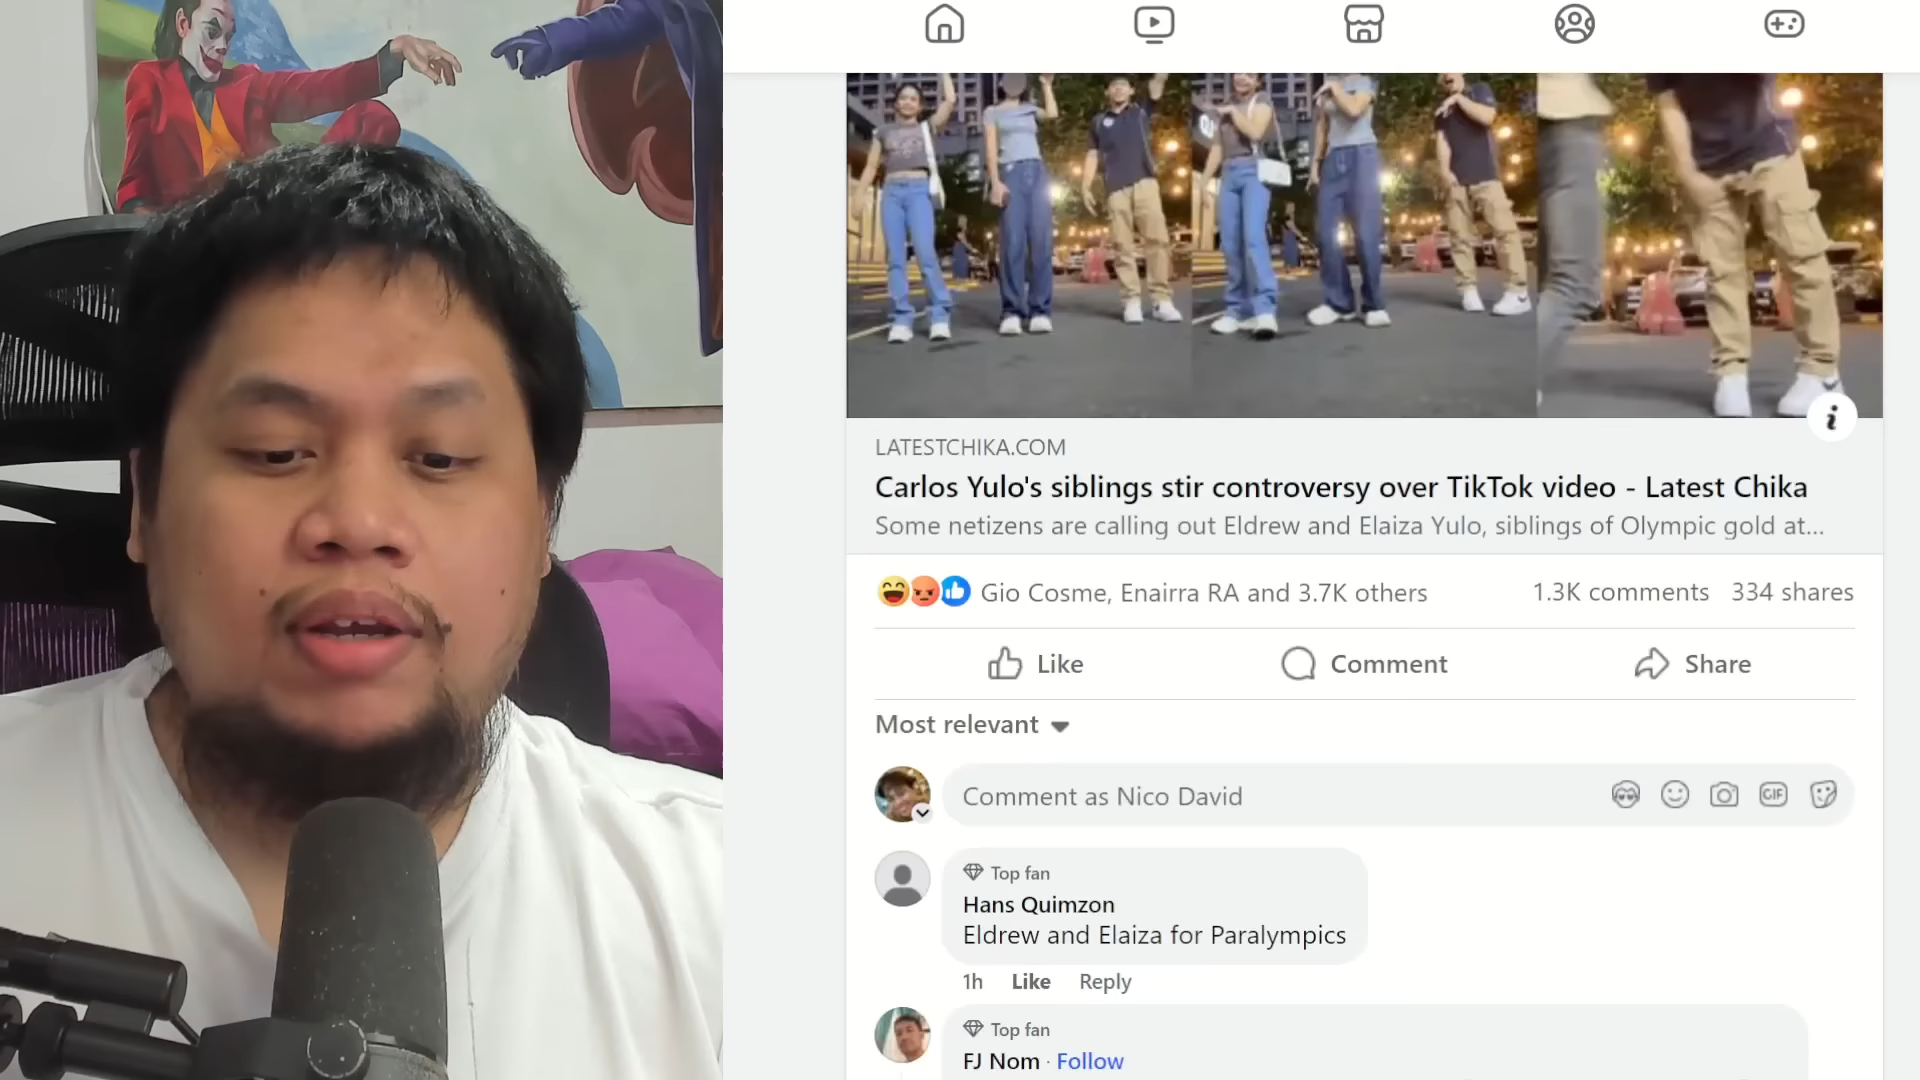 LATESTCHIKA.COM
Carlos Yulo's siblings stir controversy over TikTok video - Latest Chika
Some netizens are calling out Eldrew and Elaiza Yulo, siblings of Olympic gold at...
Gio Cosme, Enairra RA and 3.7K others
1.3K comments 334 shares
Like Comment Share
Most relevant
Comment as Nico David
GIF
Top fan
Hans Quimzon
Eldrew and Elaiza for Paralympics
1h Like Reply
Top fan
FJ Nom · Follow